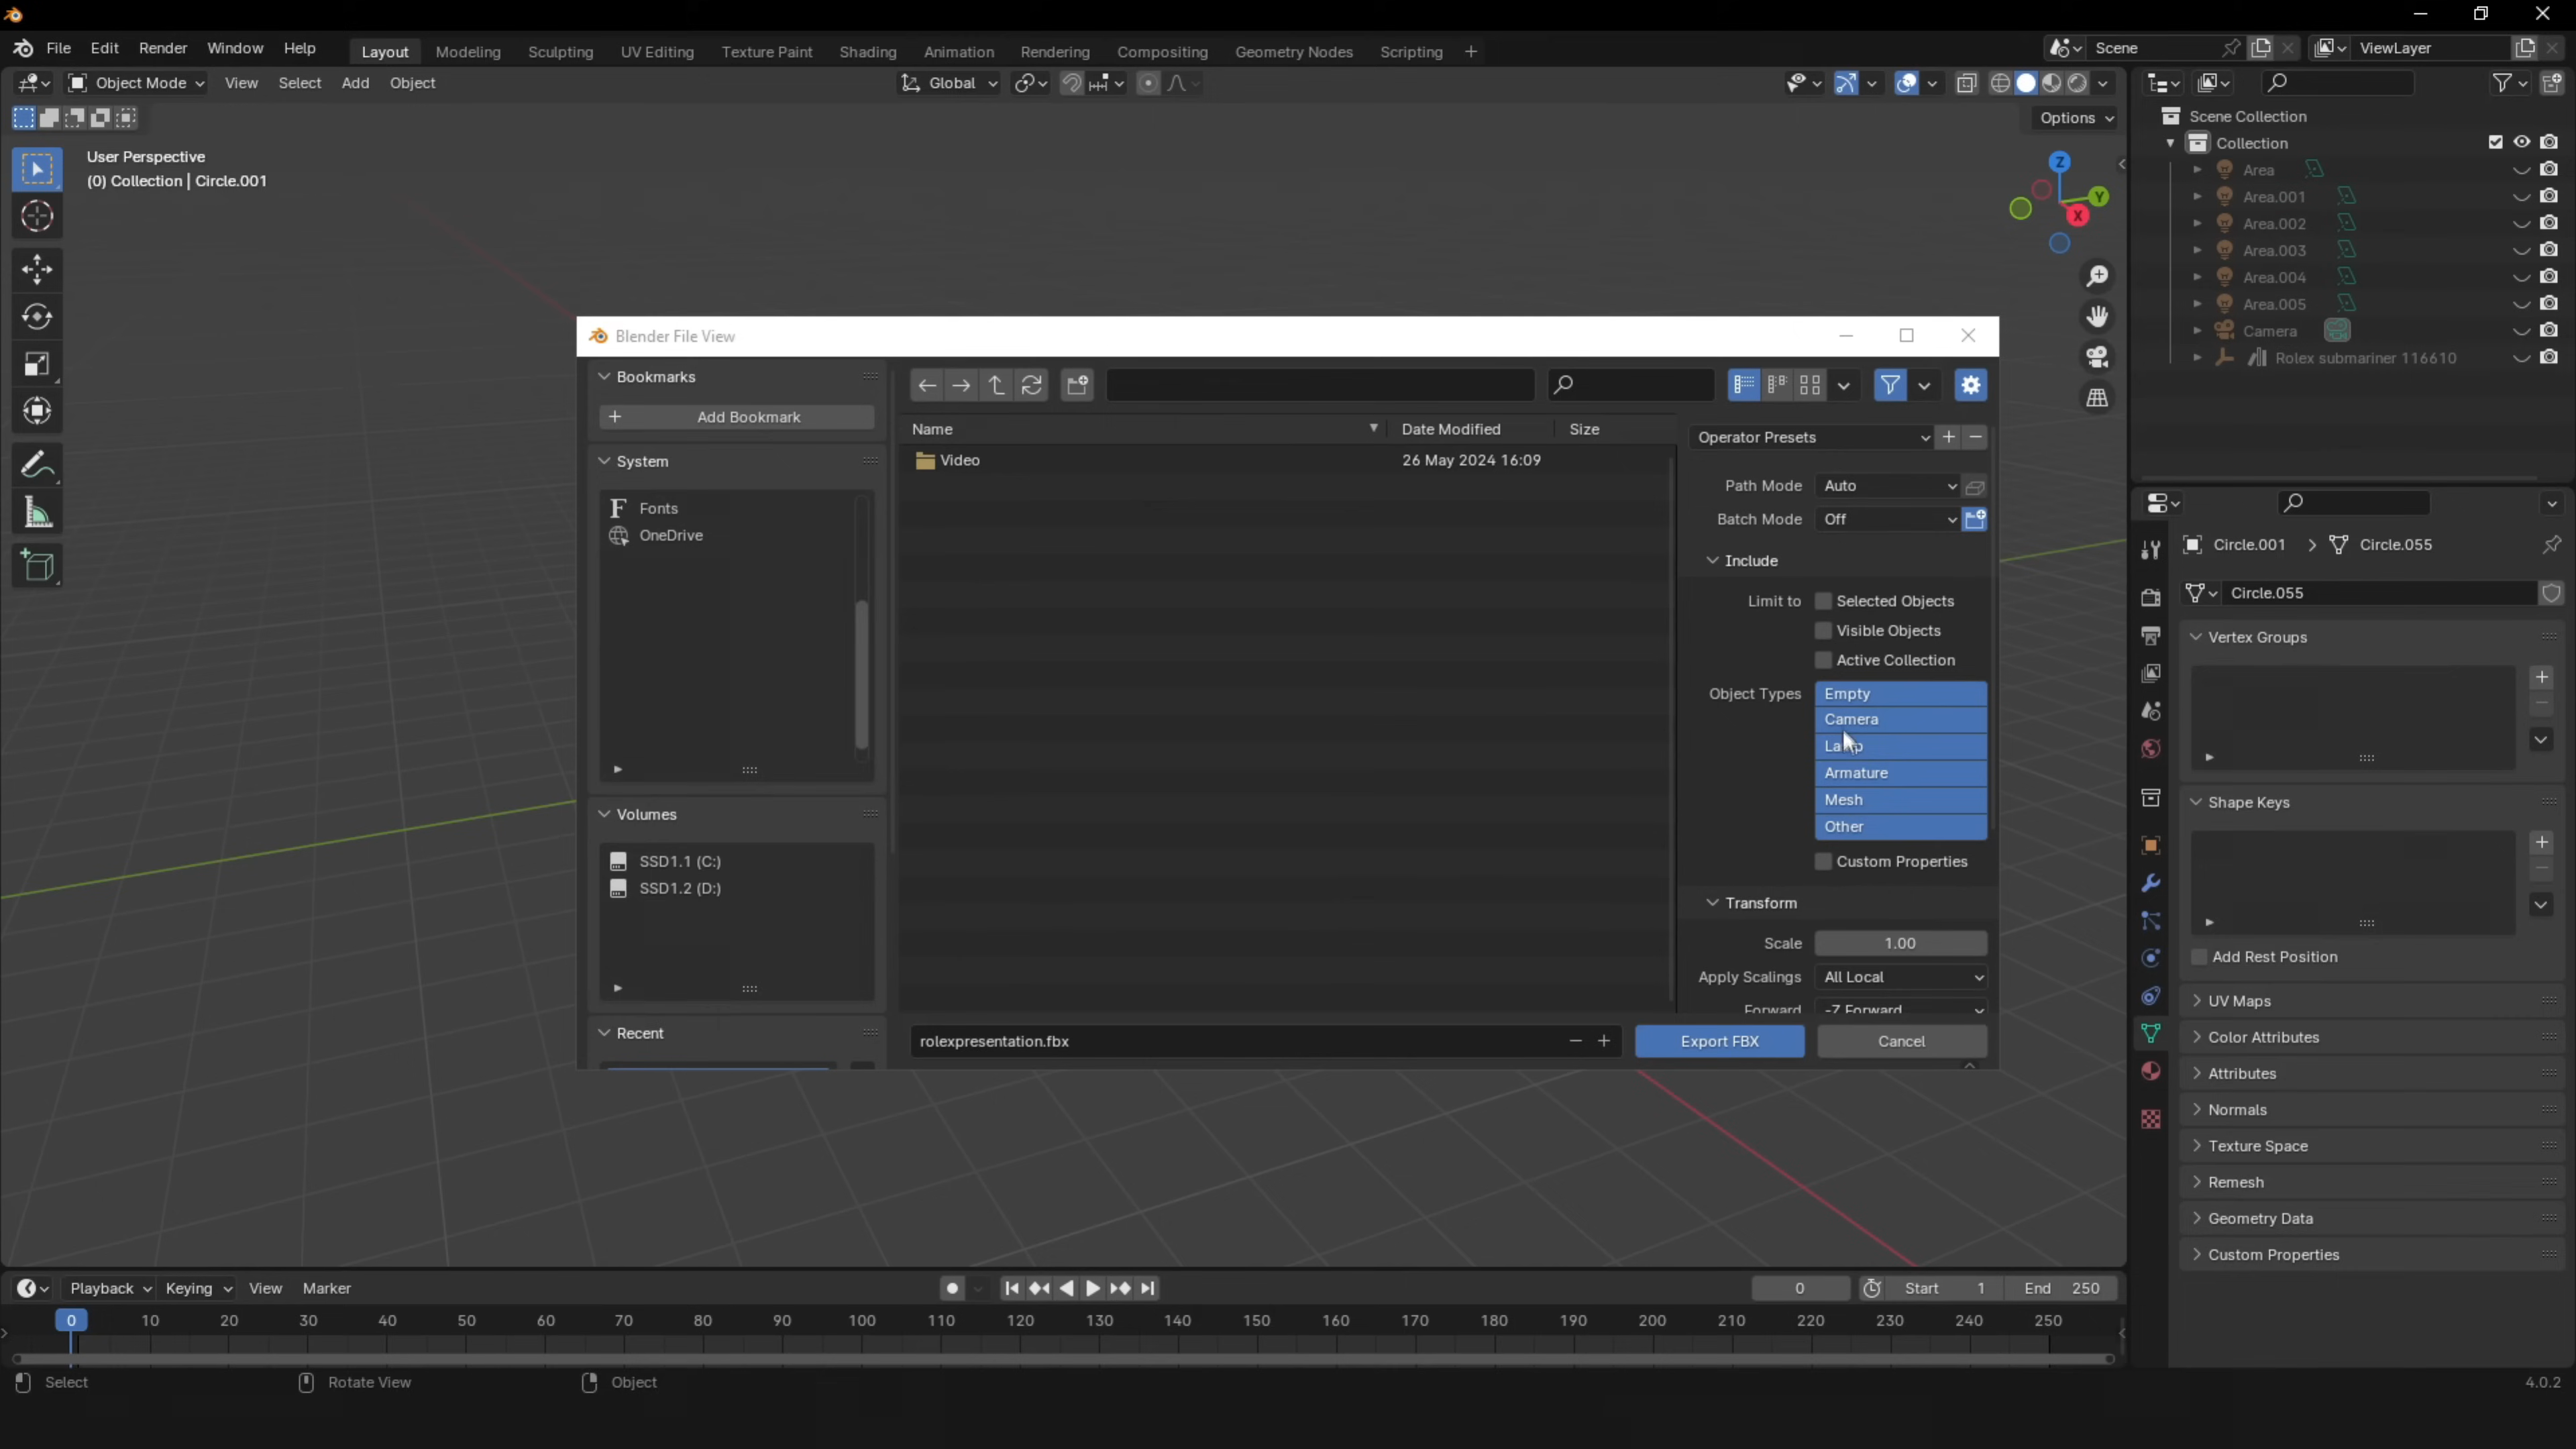 File Edit Render Window Help Layout Modeling Sculpting UV Editing Texture Paint Shading Animation Rendering Compositing Geometry Nodes Scripting + Scene ViewLayer
Object Mode View Select Add Object Global
Options
User Perspective
(0) Collection | Circle.001
Z
Y
X
Scene Collection
Collection
Area
Area.001
Area.002
Area.003
Area.004
Area.005
Camera
Rolex submariner 116610
Blender File View
Bookmarks
Add Bookmark
System
Fonts
OneDrive
Volumes
SSD1.1 (C:)
SSD1.2 (D:)
Recent
Name Date Modified Size
Video 26 May 2024 16:09
rolexpresentation.fbx
Operator Presets
Path Mode Auto
Batch Mode Off
Include
Limit to Selected Objects
Visible Objects
Active Collection
Object Types Empty
Camera
Armature
Mesh
Other
Custom Properties
Transform
Scale 1.00
Apply Scalings All Local
Forward -Z Forward
Export FBX Cancel
Circle.001 Circle.055
Circle.055
Vertex Groups
Shape Keys
Add Rest Position
UV Maps
Color Attributes
Attributes
Normals
Texture Space
Remesh
Geometry Data
Custom Properties
Playback Keying View Marker 0 Start 1 End 250
0 10 20 30 40 50 60 70 80 90 100 110 120 130 140 150 160 170 180 190 200 210 220 230 240 250
Select Rotate View Object 4.0.2